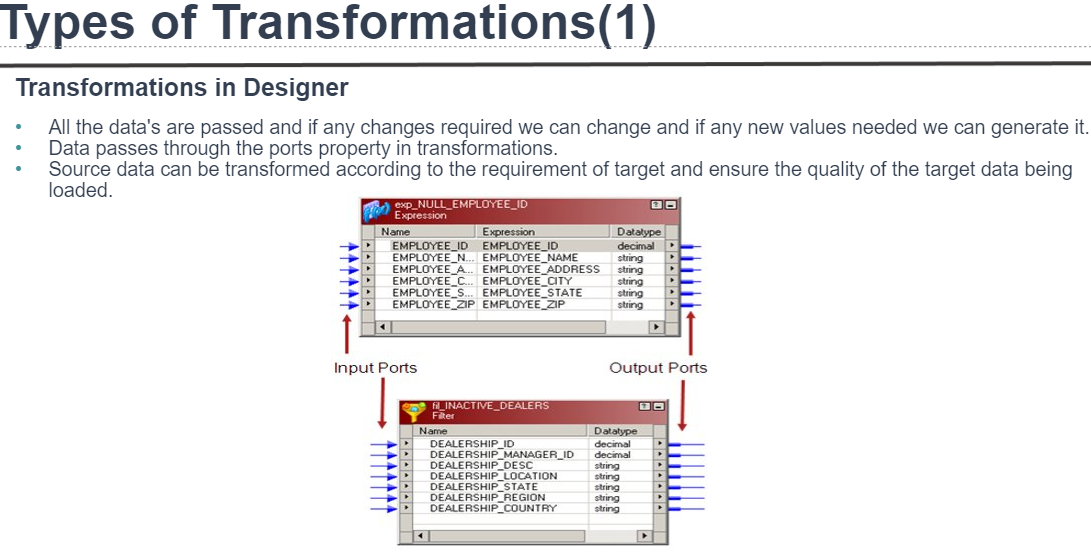 Types of Transformations(1)
Transformations in Designer
• All the data's are passed and if any changes required we can change and if any new values needed we can generate it.
• Data passes through the ports property in transformations.
• Source data can be transformed according to the requirement of target and ensure the quality of the target data being
loaded.
exp_NULL_EMPLOYEE_ID
Expression
Name Expression Datatype
EMPLOYEE_ID EMPLOYEE_ID decimal
EMPLOYEE_N... EMPLOYEE_NAME string
EMPLOYEE_A... EMPLOYEE_ADDRESS string
EMPLOYEE_C... EMPLOYEE_CITY string
EMPLOYEE_S... EMPLOYEE_STATE string
EMPLOYEE_ZIP EMPLOYEE_ZIP string
Input Ports Output Ports
fil_INACTIVE_DEALERS
Filter
Name Datatype
DEALERSHIP_ID decimal
DEALERSHIP_MANAGER_ID decimal
DEALERSHIP_DESC string
DEALERSHIP_LOCATION string
DEALERSHIP_STATE string
DEALERSHIP_REGION string
DEALERSHIP_COUNTRY string